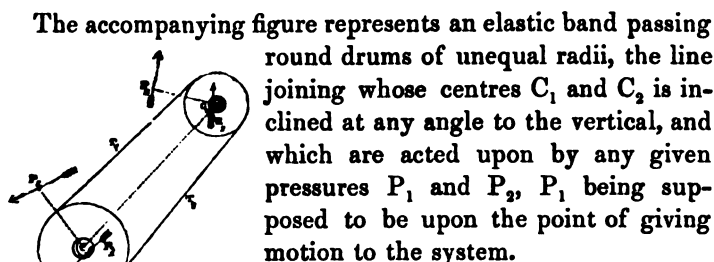 The accompanying figure represents an elastic band passing
round drums of unequal radii, the line
joining whose centres C₁ and C₂ is in-
clined at any angle to the vertical, and
which are acted upon by any given
pressures P₁ and P₂, P₁ being sup-
posed to be upon the point of giving
motion to the system.